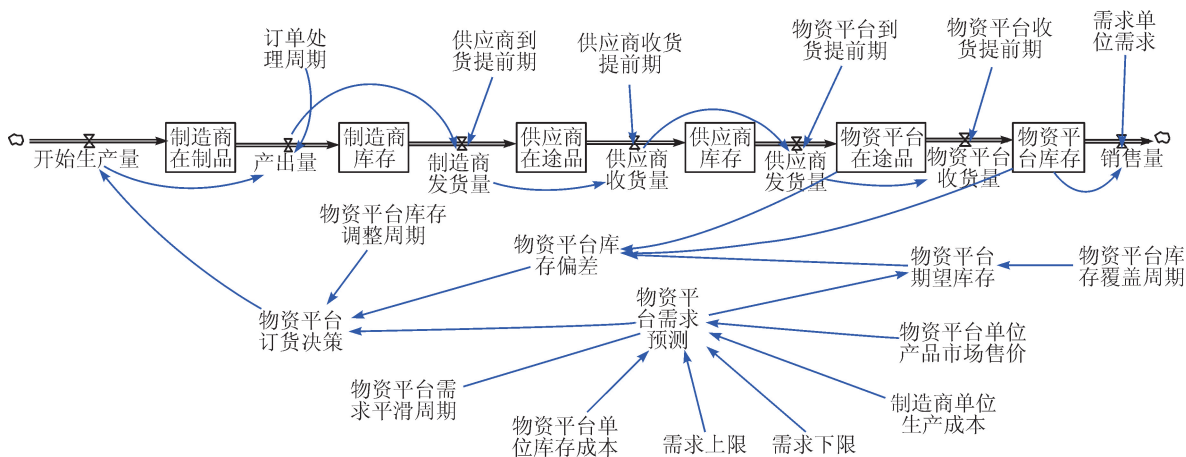 订单处
理周期
供应商到
货提前期
供应商收货
提前期
物资平台到
货提前期
物资平台收
货提前期
需求单
位需求
开始生产量
制造商
在制品
产出量
制造商
库存
制造商
发货量
供应商
在途品
供应商
收货量
供应商
库存
供应商
发货量
物资平台
在途品
物资平台
收货量
物资平
台库存
销售量
物资平台库存
调整周期
物资平台库
存偏差
物资平台
期望库存
物资平台库
存覆盖周期
物资平台
订货决策
物资平
台需求
预测
物资平台单位
产品市场售价
物资平台需
求平滑周期
物资平台单
位库存成本
需求上限
需求下限
制造商单位
生产成本